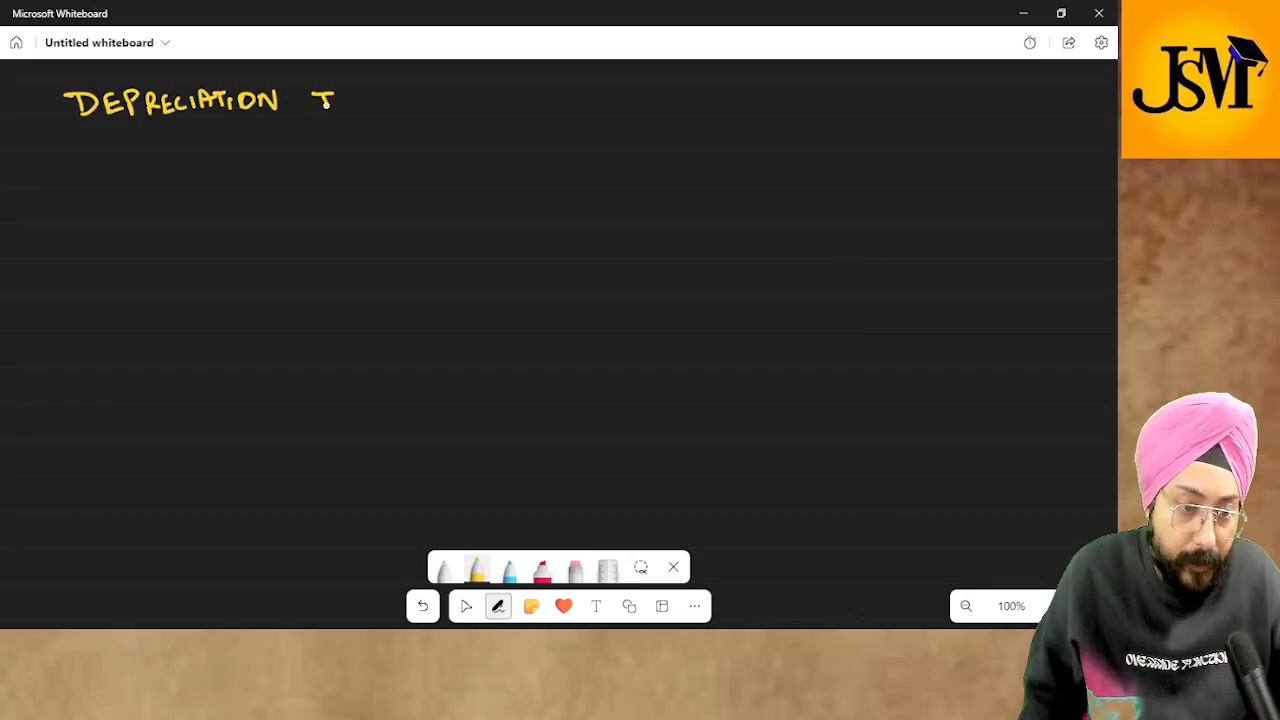 Microsoft Whiteboard
Untitled whiteboard
JSM
DEPRECIATION T
T
100%